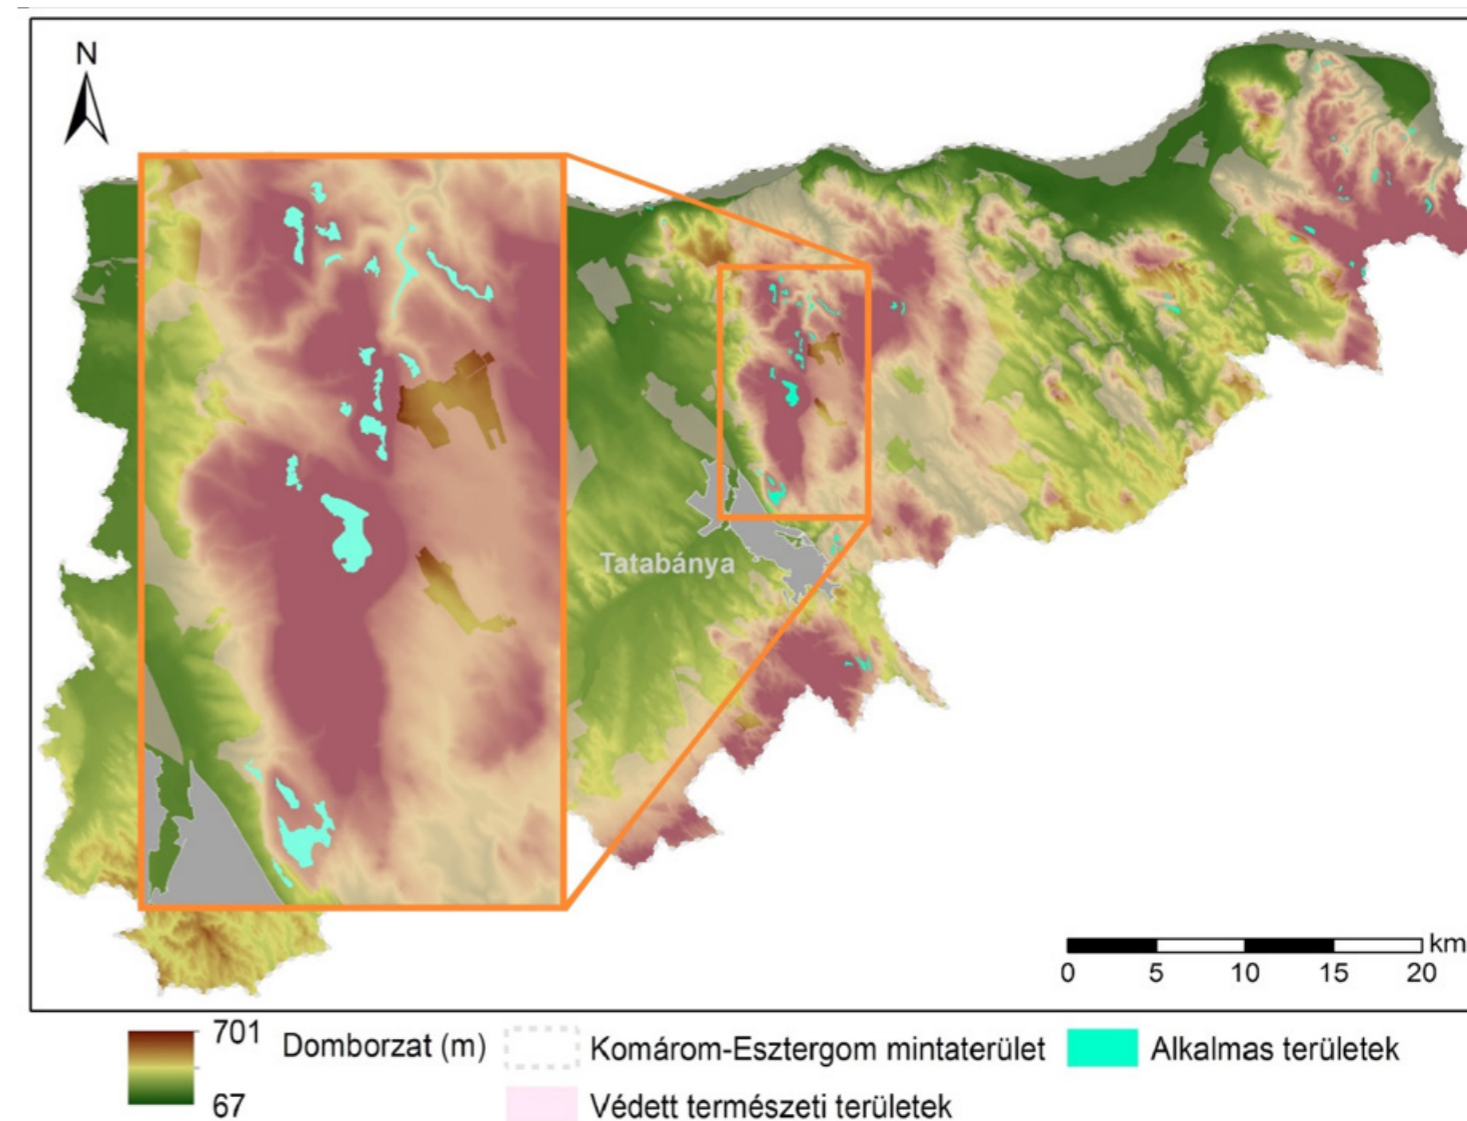 N
Tatabánya
km
0 5 10 15 20
701
Domborzat (m)
67
Komárom-Esztergom mintaterület
Alkalmas területek
Védett természeti területek